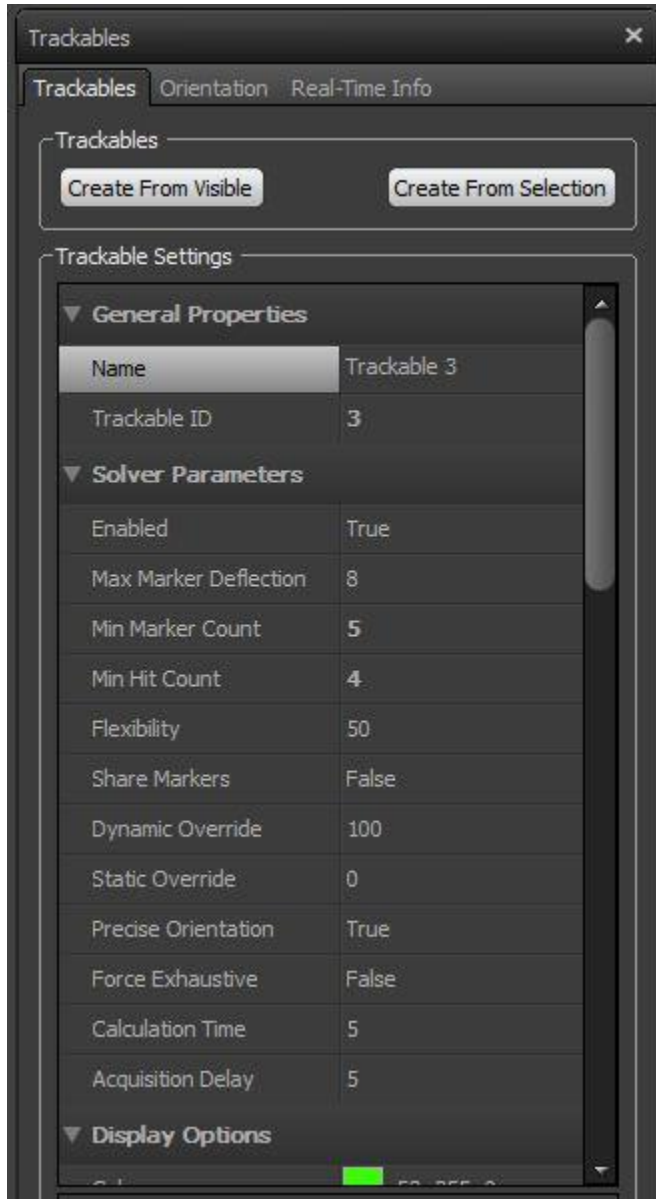 Trackables
Trackables Orientation Real-Time Info
Trackables
Create From Visible Create From Selection
Trackable Settings
General Properties
Name Trackable 3
Trackable ID 3
Solver Parameters
Enabled True
Max Marker Deflection 8
Min Marker Count 5
Min Hit Count 4
Flexibility 50
Share Markers False
Dynamic Override 100
Static Override 0
Precise Orientation True
Force Exhaustive False
Calculation Time 5
Acquisition Delay 5
Display Options